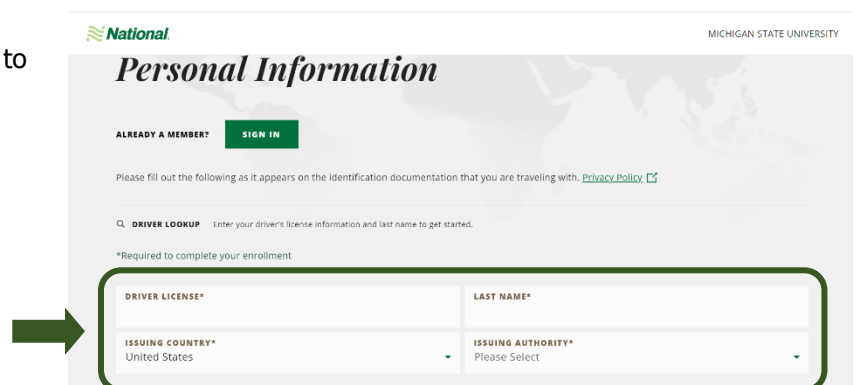 National.
MICHIGAN STATE UNIVERSITY
to
Personal Information
ALREADY A MEMBER? SIGN IN
Please fill out the following as it appears on the identification documentation that you are traveling with. Privacy Policy
DRIVER LOOKUP Enter your driver's license information and last name to get started.
*Required to complete your enrollment
DRIVER LICENSE* LAST NAME*
ISSUING COUNTRY* ISSUING AUTHORITY*
United States Please Select